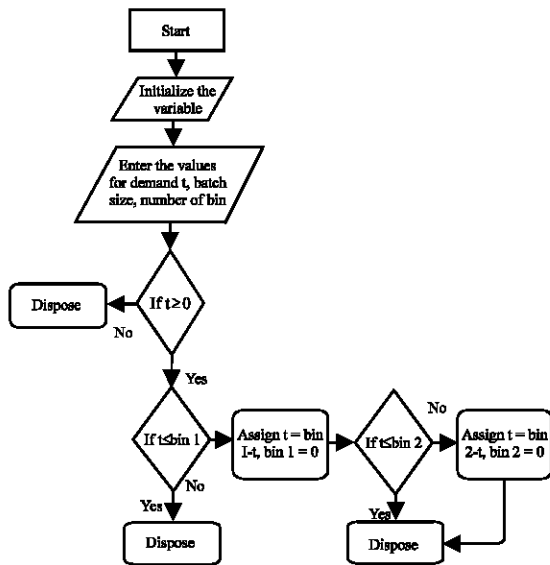 Start
Initialize the
variable
Enter the values
for demand t, batch
size, number of bin
If t≥0
Dispose
No
Yes
If t≤bin 1
No
Yes
Dispose
Assign t = bin
I-t, bin 1 = 0
If t≤bin 2
No
Yes
Assign t = bin
2-t, bin 2 = 0
Dispose